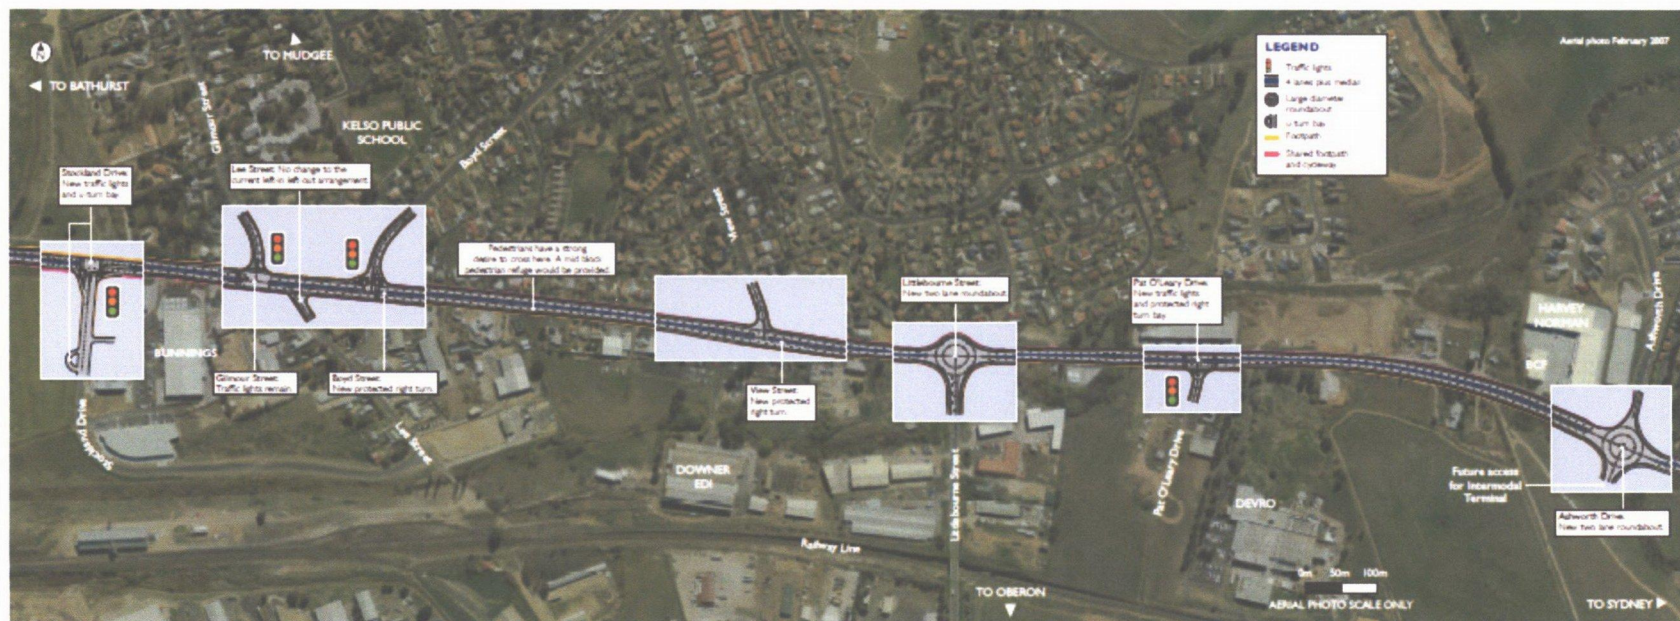 N
TO MUDGEE
TO BATHURST
Gilmour Street
KELSO PUBLIC
SCHOOL
Boyd Street
Stockland Drive:
New traffic lights
and u turn bay.
Lee Street: No change to the
current left in left out arrangement.
Pedestrians have a strong
desire to cross here. A mid block
pedestrian refuge would be provided.
View Street
LEGEND
Traffic lights
4 lanes plus median
Large diameter
roundabout
u turn bay
Footpath
Shared footpath
and cycleway
Aerial photo February 2007
Littlebourne Street:
New two lane roundabout.
Pat O'Leary Drive:
New traffic lights
and protected right
turn bay.
HARVEY
NORMAN
BCF
Ashworth Drive
BUNNINGS
Gilmour Street:
Traffic lights remain.
Boyd Street:
New protected right turn.
View Street:
New protected
right turn.
Stockland Drive
Lee Street
DOWNER
EDI
Littlebourne Street
Pat O'Leary Drive
DEVRO
Future access
for Intermodal
Terminal
Ashworth Drive:
New two lane roundabout.
Railway Line
TO OBERON
0m 50m 100m
AERIAL PHOTO SCALE ONLY
TO SYDNEY